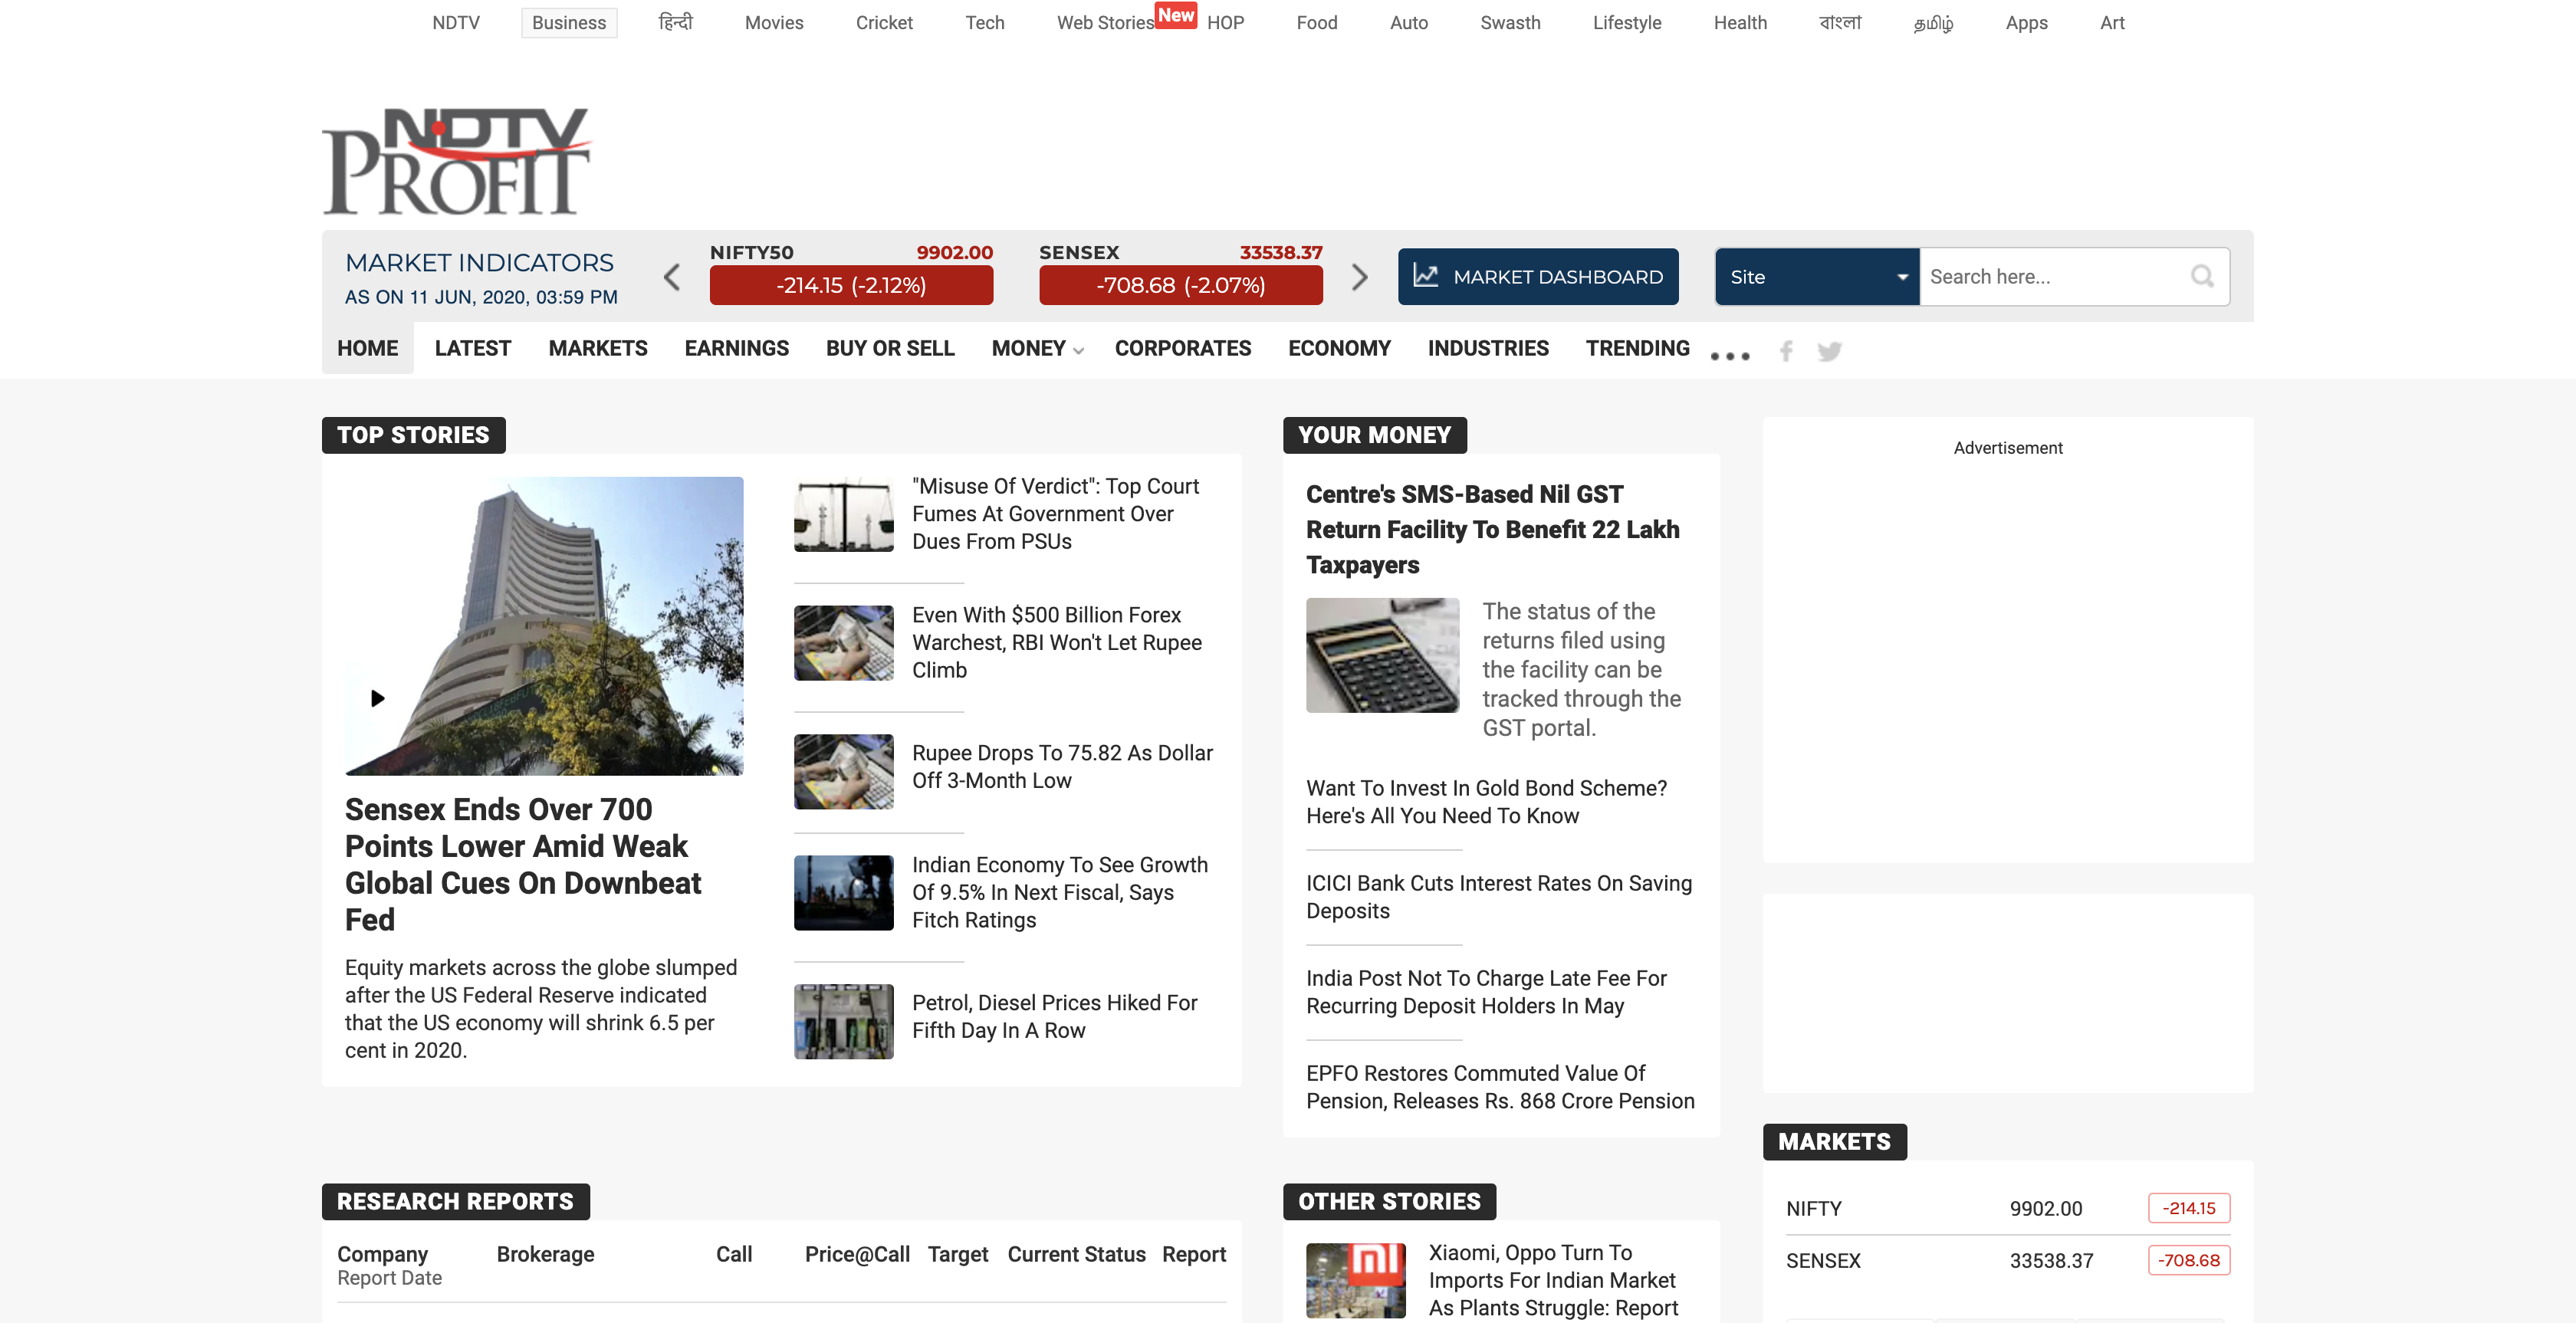 NDTV Business हिन्दी Movies Cricket Tech Web Stories New HOP Food Auto Swasth Lifestyle Health বাংলা தமிழ் Apps Art
NDTV
PROFIT
MARKET INDICATORS
AS ON 11 JUN, 2020, 03:59 PM
NIFTY50 9902.00
-214.15 (-2.12%)
SENSEX 33538.37
-708.68 (-2.07%)
MARKET DASHBOARD
Site
Search here...
HOME LATEST MARKETS EARNINGS BUY OR SELL MONEY CORPORATES ECONOMY INDUSTRIES TRENDING
TOP STORIES
Sensex Ends Over 700
Points Lower Amid Weak
Global Cues On Downbeat
Fed
Equity markets across the globe slumped
after the US Federal Reserve indicated
that the US economy will shrink 6.5 per
cent in 2020.
"Misuse Of Verdict": Top Court
Fumes At Government Over
Dues From PSUs
Even With $500 Billion Forex
Warchest, RBI Won't Let Rupee
Climb
Rupee Drops To 75.82 As Dollar
Off 3-Month Low
Indian Economy To See Growth
Of 9.5% In Next Fiscal, Says
Fitch Ratings
Petrol, Diesel Prices Hiked For
Fifth Day In A Row
YOUR MONEY
Centre's SMS-Based Nil GST
Return Facility To Benefit 22 Lakh
Taxpayers
The status of the
returns filed using
the facility can be
tracked through the
GST portal.
Want To Invest In Gold Bond Scheme?
Here's All You Need To Know
ICICI Bank Cuts Interest Rates On Saving
Deposits
India Post Not To Charge Late Fee For
Recurring Deposit Holders In May
EPFO Restores Commuted Value Of
Pension, Releases Rs. 868 Crore Pension
Advertisement
RESEARCH REPORTS
Company Brokerage Call Price@Call Target Current Status Report
Report Date
OTHER STORIES
mi
Xiaomi, Oppo Turn To
Imports For Indian Market
As Plants Struggle: Report
MARKETS
NIFTY 9902.00 -214.15
SENSEX 33538.37 -708.68